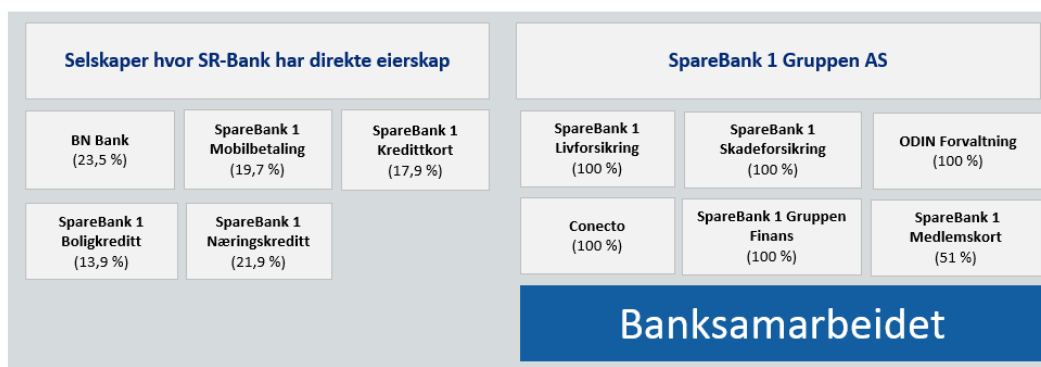 Selskaper hvor SR-Bank har direkte eierskap
BN Bank
(23,5 %)
SpareBank 1
Mobilbetaling
(19,7 %)
SpareBank 1
Kredittkort
(17,9 %)
SpareBank 1
Boligkreditt
(13,9 %)
SpareBank 1
Næringskreditt
(21,9 %)
SpareBank 1 Gruppen AS
SpareBank 1
Livforsikring
(100 %)
SpareBank 1
Skadeforsikring
(100 %)
ODIN Forvaltning
(100 %)
Conecto
(100 %)
SpareBank 1 Gruppen
Finans
(100 %)
SpareBank 1
Medlemskort
(51 %)
Banksamarbeidet